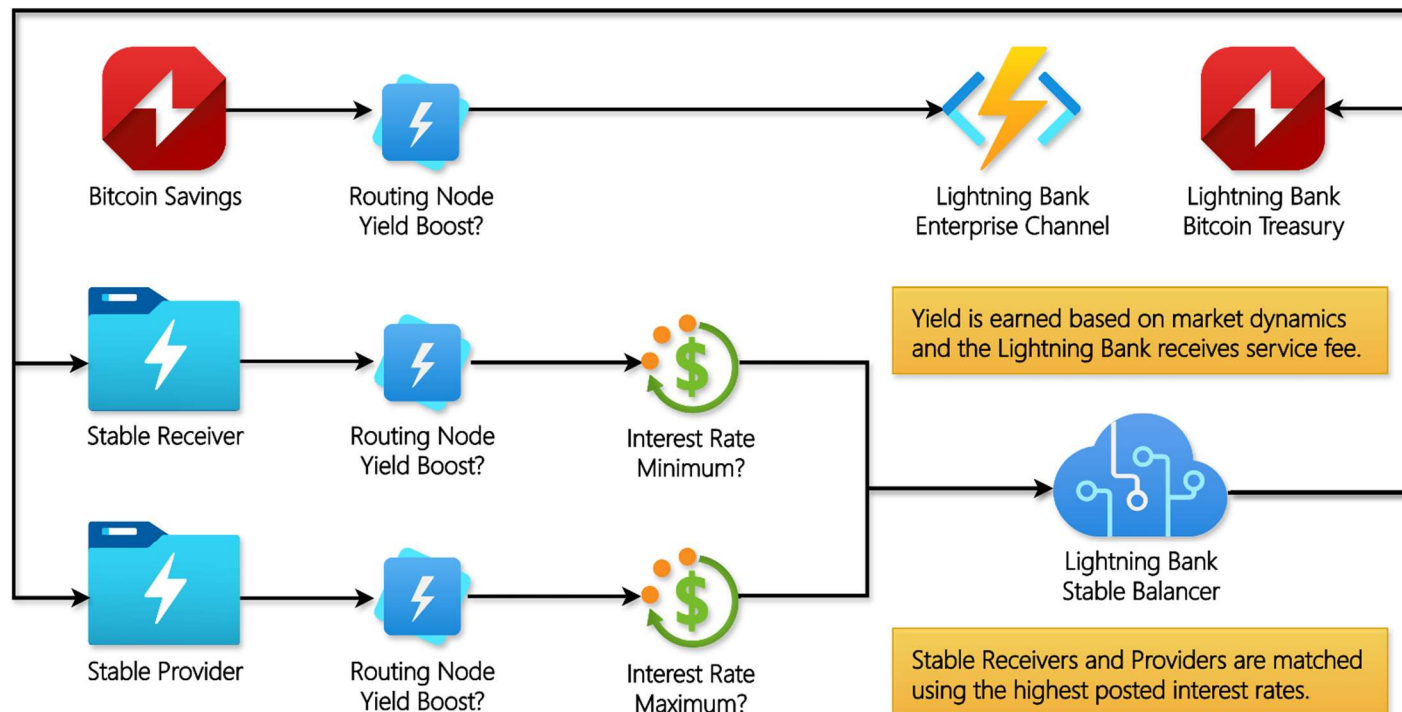 Bitcoin Savings
Routing Node
Yield Boost?
Lightning Bank
Enterprise Channel
Lightning Bank
Bitcoin Treasury
Yield is earned based on market dynamics
and the Lightning Bank receives service fee.
Stable Receiver
Routing Node
Yield Boost?
$
Interest Rate
Minimum?
Lightning Bank
Stable Balancer
Stable Provider
Routing Node
Yield Boost?
$
Interest Rate
Maximum?
Stable Receivers and Providers are matched
using the highest posted interest rates.